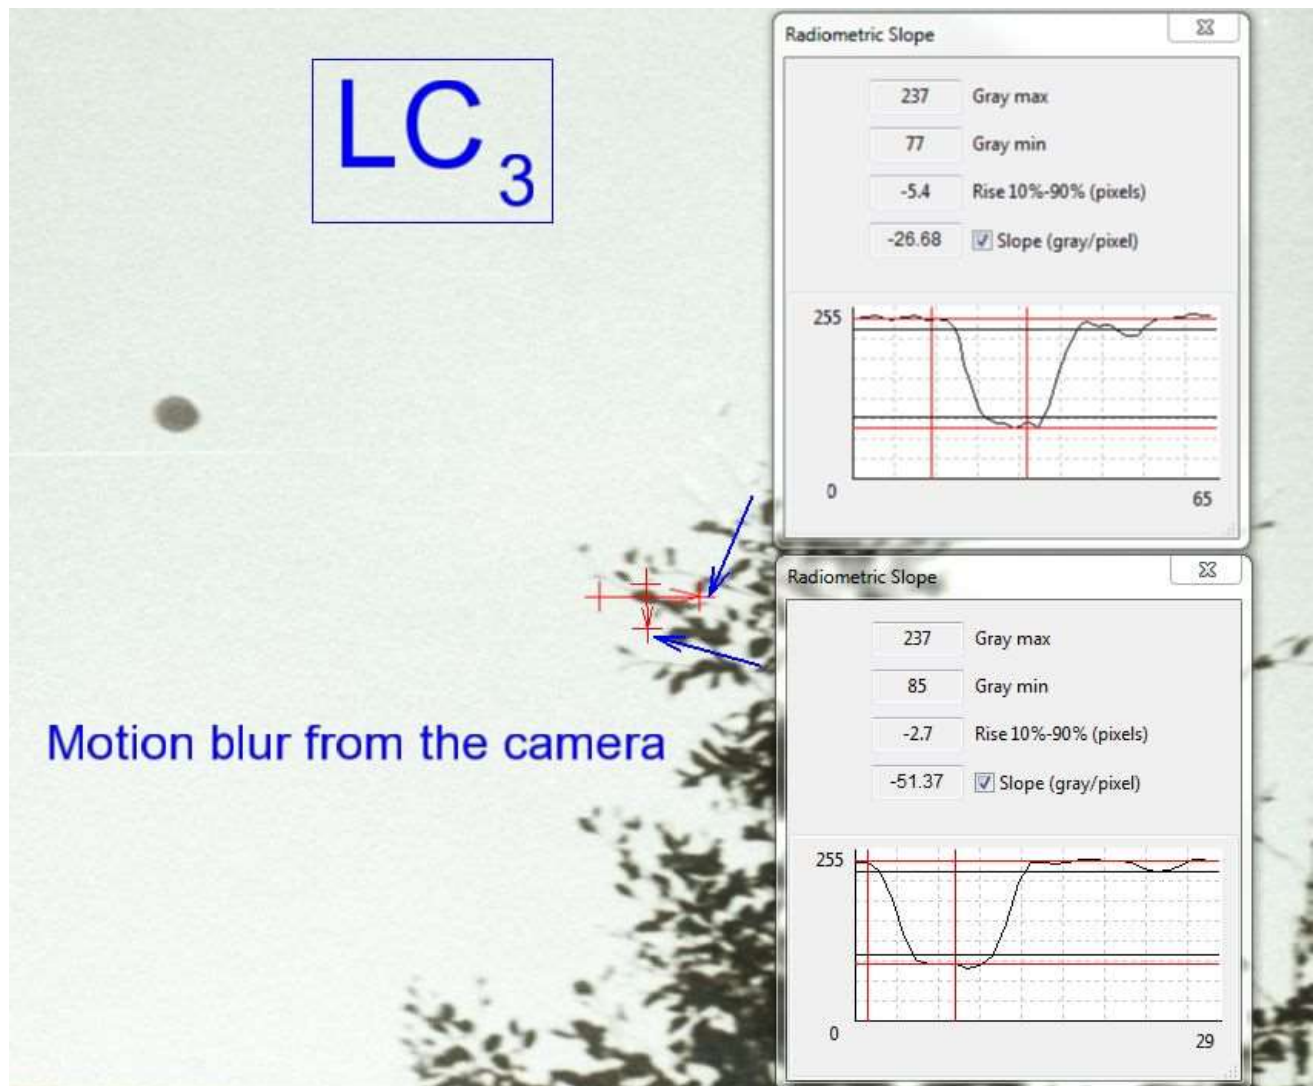 LC3
Motion blur from the camera
Radiometric Slope
237 Gray max
77 Gray min
-5.4 Rise 10%-90% (pixels)
-26.68 Slope (gray/pixel)
255
0
65
Radiometric Slope
237 Gray max
85 Gray min
-2.7 Rise 10%-90% (pixels)
-51.37 Slope (gray/pixel)
255
0
29